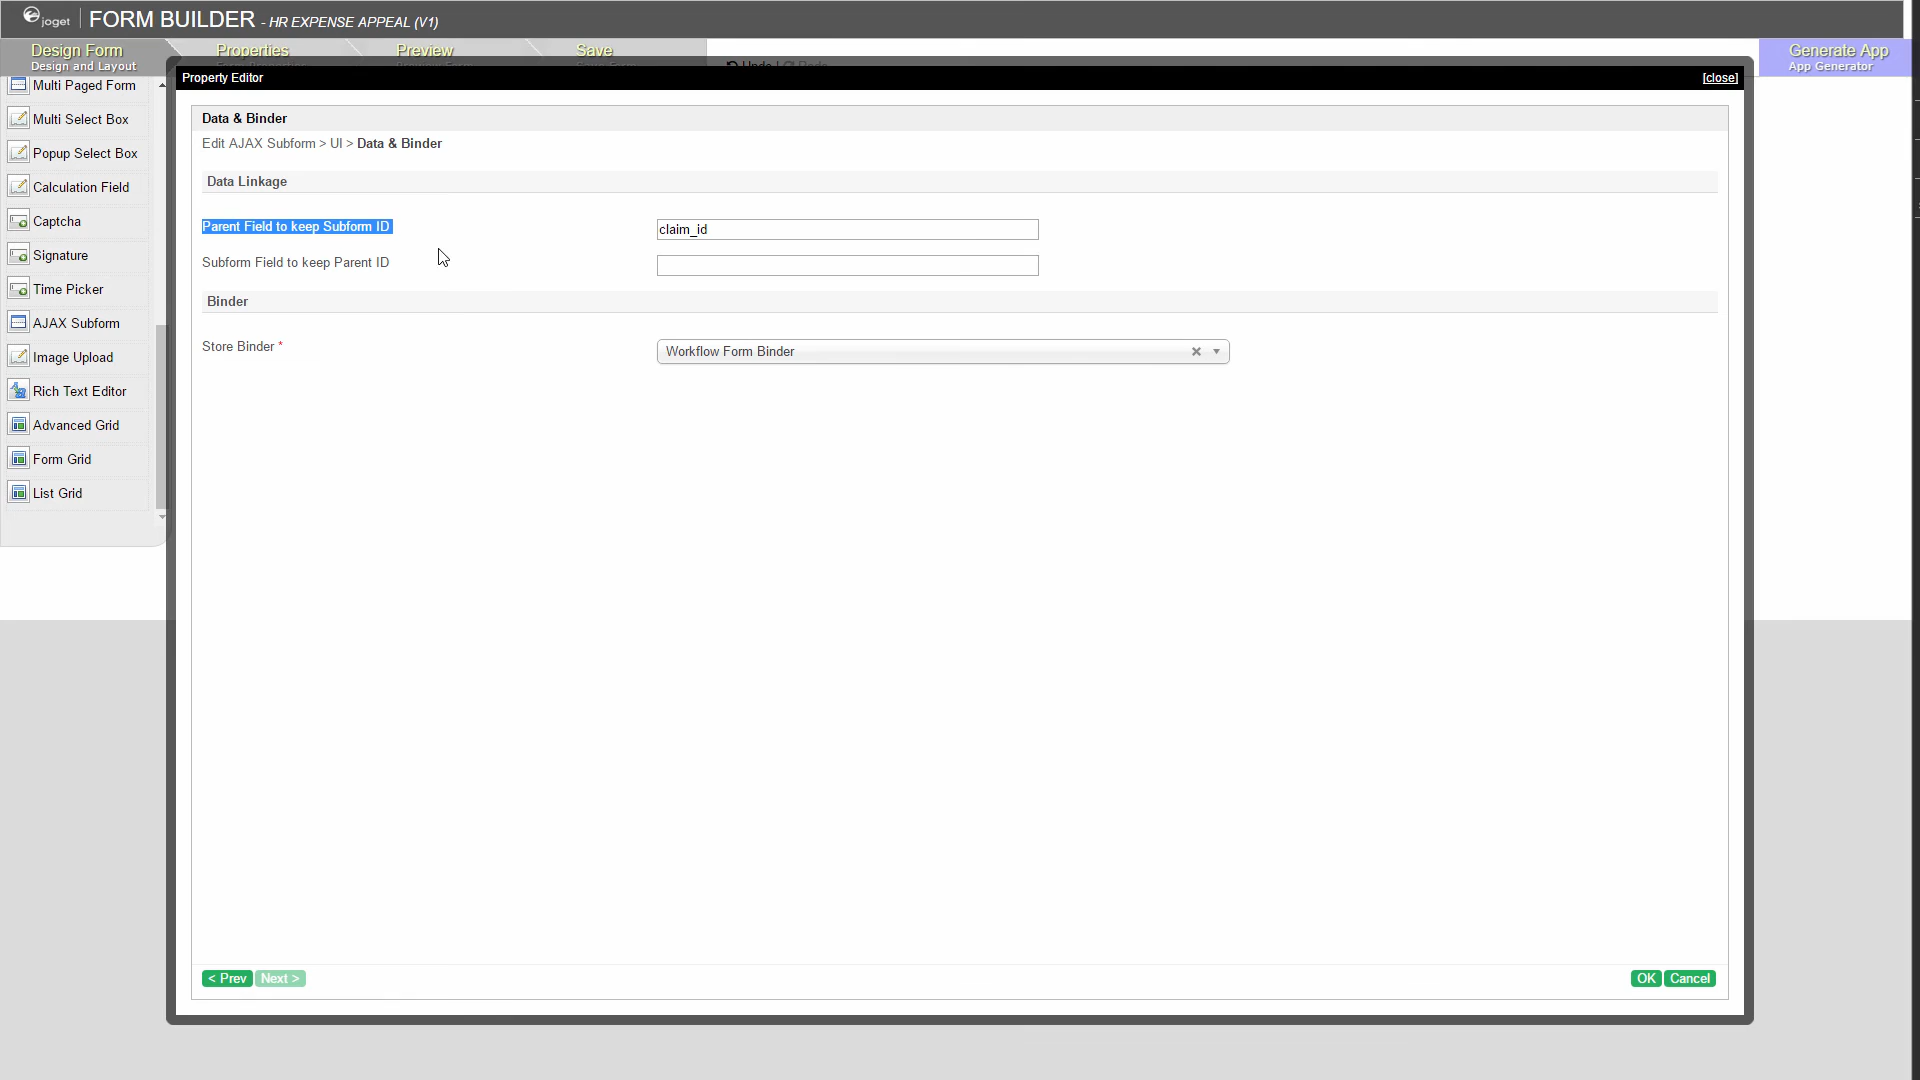 joget FORM BUILDER - HR EXPENSE APPEAL (V1)
Design Form
Design and Layout
Properties
Preview
Save
Undo
Redo
Generate App
App Generator
Property Editor
[close]
Multi Paged Form
Multi Select Box
Popup Select Box
Calculation Field
Captcha
Signature
Time Picker
AJAX Subform
Image Upload
Rich Text Editor
Advanced Grid
Form Grid
List Grid
Data & Binder
Edit AJAX Subform > UI > Data & Binder
Data Linkage
Parent Field to keep Subform ID
claim_id
Subform Field to keep Parent ID
Binder
Store Binder *
Workflow Form Binder
< Prev
Next >
OK
Cancel